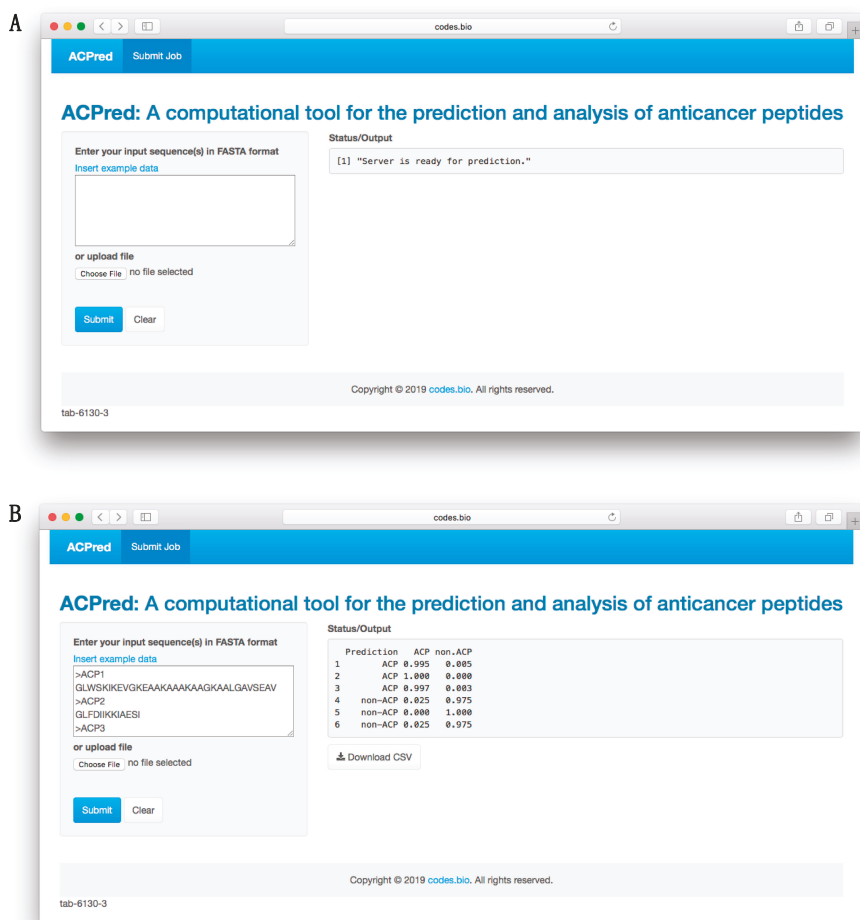 A
codes.bio
ACPred Submit Job
ACPred: A computational tool for the prediction and analysis of anticancer peptides
Enter your input sequence(s) in FASTA format
Insert example data
or upload file
Choose File no file selected
Submit Clear
Status/Output
[1] "Server is ready for prediction."
Copyright © 2019 codes.bio. All rights reserved.
tab-6130-3
B
codes.bio
ACPred Submit Job
ACPred: A computational tool for the prediction and analysis of anticancer peptides
Enter your input sequence(s) in FASTA format
Insert example data
>ACP1
GLWSKIKEVGKEAAKAAAKAAGKAALGAVSEAV
>ACP2
GLFDIIKKIAESI
>ACP3
or upload file
Choose File no file selected
Submit Clear
Status/Output
Prediction ACP non.ACP
1 ACP 0.995 0.005
2 ACP 1.000 0.000
3 ACP 0.997 0.003
4 non-ACP 0.025 0.975
5 non-ACP 0.000 1.000
6 non-ACP 0.025 0.975
Download CSV
Copyright © 2019 codes.bio. All rights reserved.
tab-6130-3